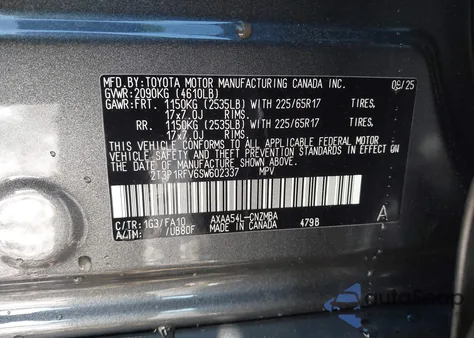 MFD.BY: TOYOTA MOTOR MANUFACTURING CANADA INC. 08/25
GVWR: 2090KG (4610LB)
GAWR:FRT. 1150KG (2535LB) WITH 225/65R17 TIRES,
17x7.0J RIMS,
RR. 1150KG (2535LB) WITH 225/65R17 TIRES,
17x7.0J RIMS,
THIS VEHICLE CONFORMS TO ALL APPLICABLE FEDERAL MOTOR
VEHICLE SAFETY AND THEFT PREVENTION STANDARDS IN EFFECT
ON THE DATE OF MANUFACTURE SHOWN ABOVE.
2T3P1RFV6SW602337 MPV
C/TR: 1G3/FA10 AXAA54L-CNZMBA A
A/TM: /UB80F MADE IN CANADA 479B
autoSnap